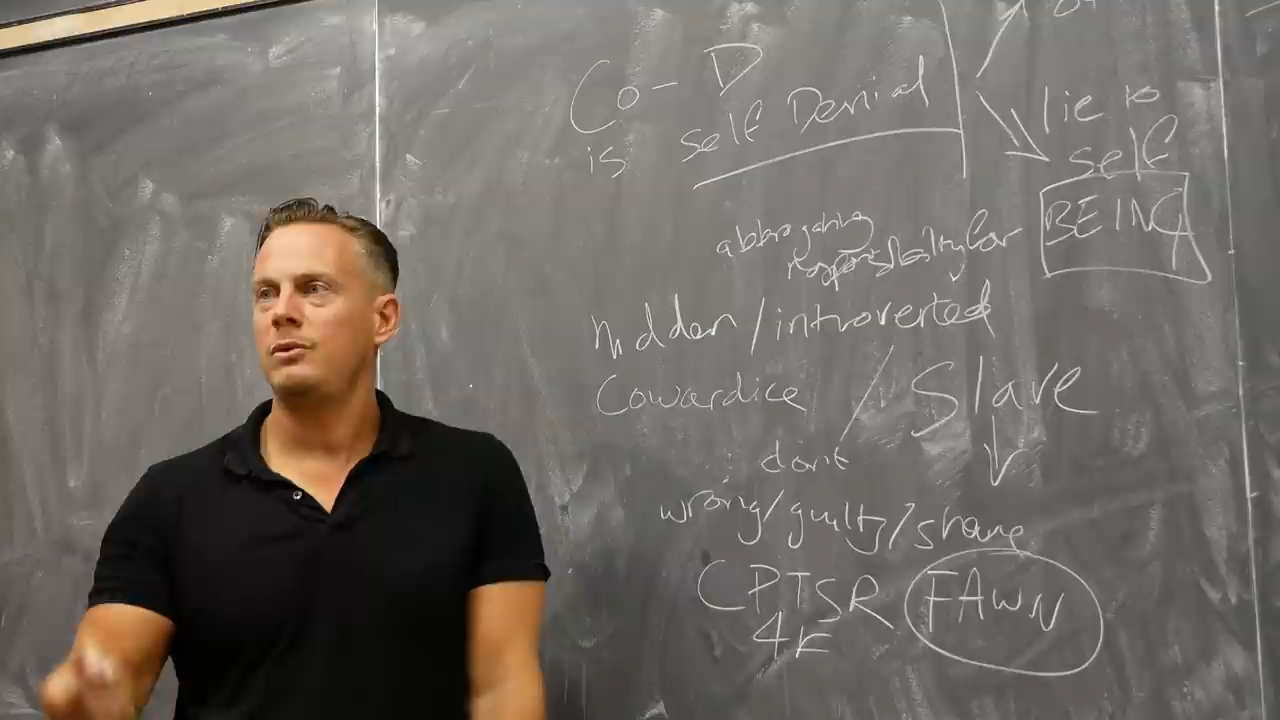 Co-D
is self Denial
lie to
self
BEING
abbrogating
responsibility for
hidden/introverted
Cowardice / Slave
don't
wrong/guilty/shame
CPTSR FAWN
4F